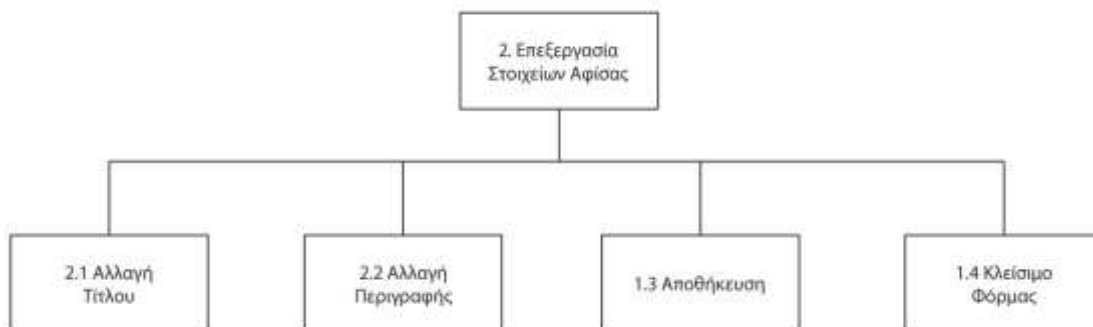 2. Επεξεργασία
Στοιχείων Αφίσας
2.1 Αλλαγή
Τίτλου
2.2 Αλλαγή
Περιγραφής
1.3 Αποθήκευση
1.4 Κλείσιμο
Φόρμας